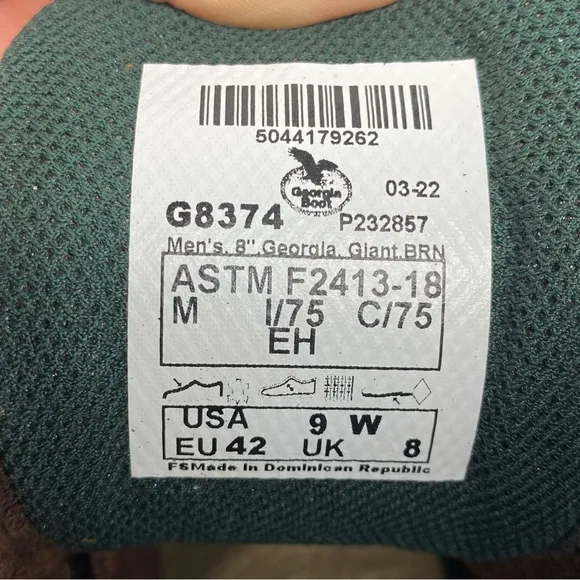 5044179262
Georgia
Boot
03-22
G8374
P232857
Men's, 8", Georgia, Giant,BRN
ASTM F2413-18
M I/75 C/75
EH
USA 9 W
EU 42 UK 8
FSMade In Dominican Republic